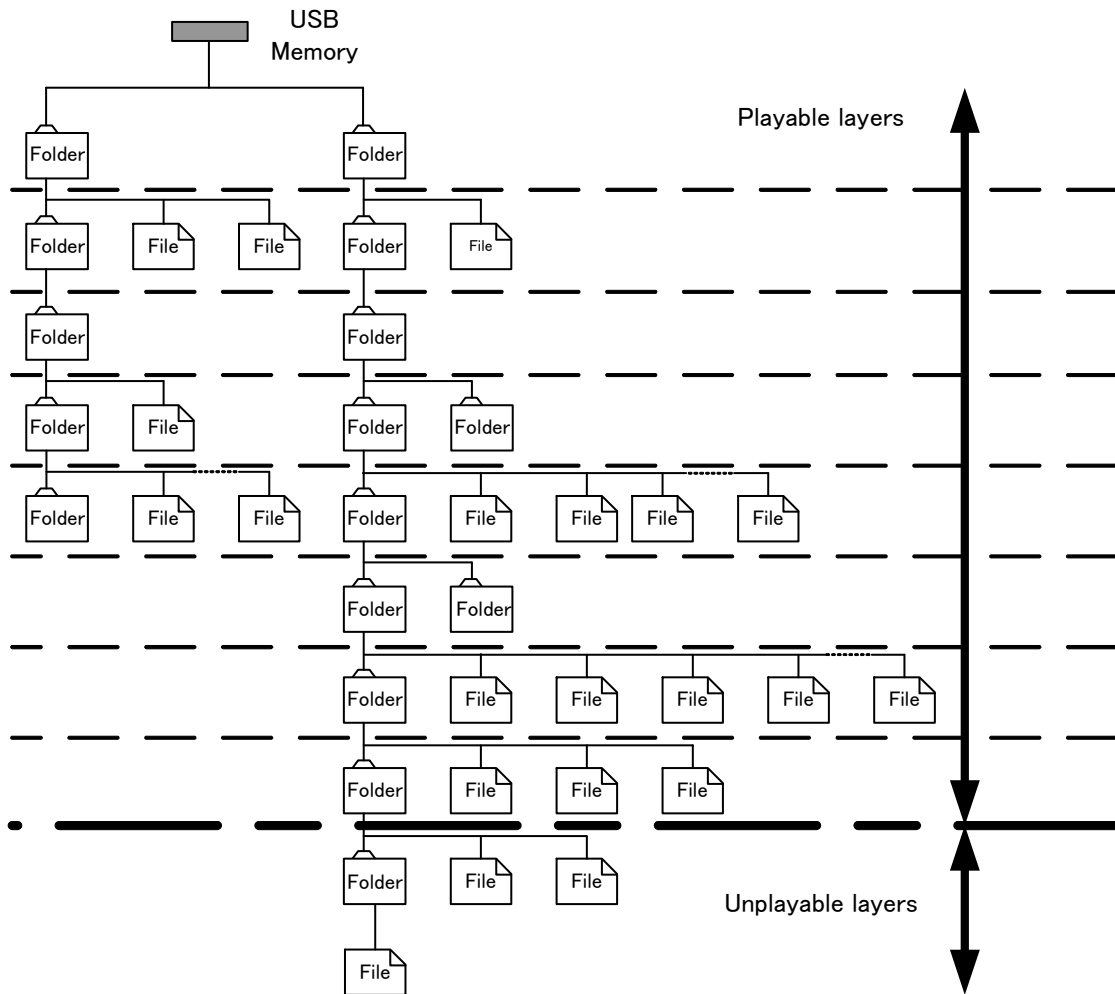 USB
Memory
Playable layers
Folder Folder
Folder File File Folder File
Folder Folder
Folder File Folder Folder
Folder File File Folder File File File File
Folder Folder
Folder File File File File File
Folder File File File
Folder File File
Unplayable layers
File